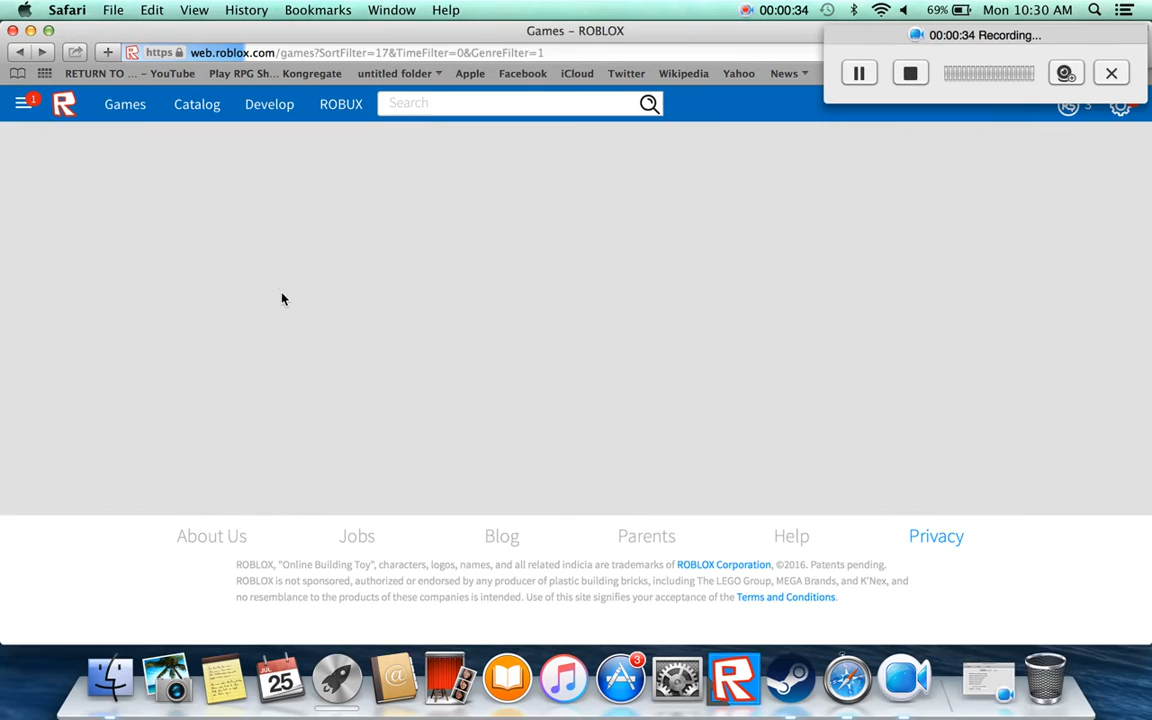 Safari File Edit View History Bookmarks Window Help 00:00:34 69% Mon 10:30 AM
Games – ROBLOX
00:00:34 Recording...
https web.roblox.com/games?SortFilter=17&TimeFilter=0&GenreFilter=1
RETURN TO ... – YouTube Play RPG Sh... Kongregate untitled folder Apple Facebook iCloud Twitter Wikipedia Yahoo News
1 R Games Catalog Develop ROBUX Search R$ 3
About Us Jobs Blog Parents Help Privacy
ROBLOX, "Online Building Toy", characters, logos, names, and all related indicia are trademarks of ROBLOX Corporation, ©2016. Patents pending.
ROBLOX is not sponsored, authorized or endorsed by any producer of plastic building bricks, including The LEGO Group, MEGA Brands, and K'Nex, and
no resemblance to the products of these companies is intended. Use of this site signifies your acceptance of the Terms and Conditions.
JUL
25
3
R